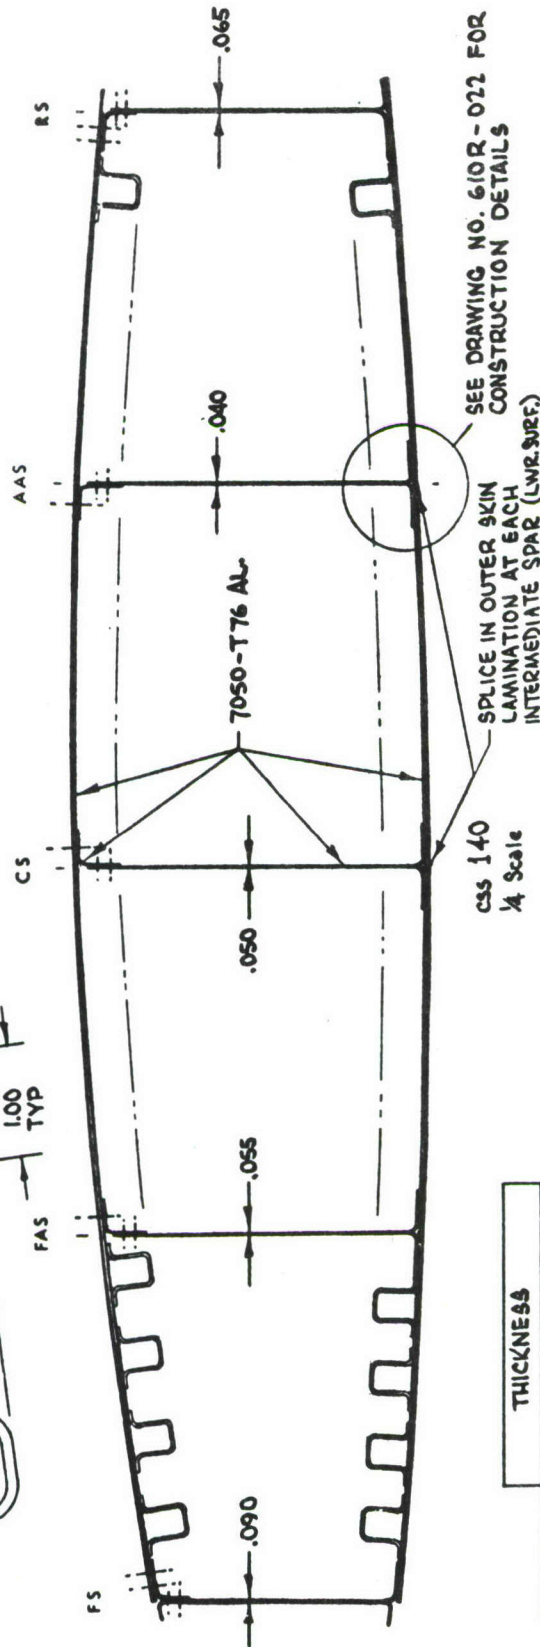 1.00
TYP
FS
FAS
CS
AAS
RS
.090
.055
.050
.040
.065
7050-T76 AL.
CSS 140
1/4 Scale
SPLICE IN OUTER SKIN
LAMINATION AT EACH
INTERMEDIATE SPAR (LWR.SURF.)
SEE DRAWING NO. 610R-022 FOR
CONSTRUCTION DETAILS
THICKNESS